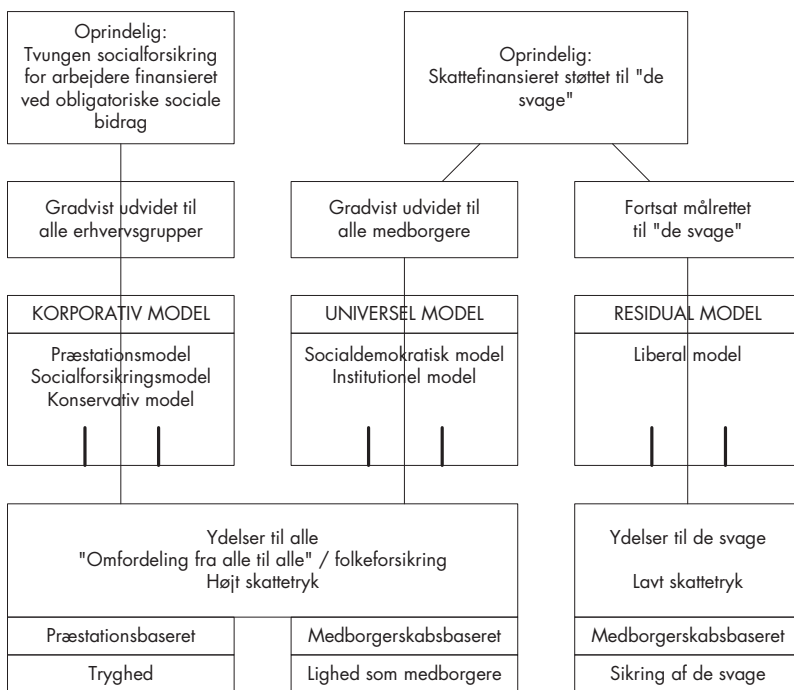 Oprindelig:
Tvungen socialforsikring
for arbejdere finansieret
ved obligatoriske sociale
bidrag
Oprindelig:
Skattefinansieret støttet til "de
svage"
Gradvist udvidet til
alle erhvervsgrupper
Gradvist udvidet til
alle medborgere
Fortsat målrettet
til "de svage"
KORPORATIV MODEL
Præstationsmodel
Socialforsikringsmodel
Konservativ model
UNIVERSEL MODEL
Socialdemokratisk model
Institutionel model
RESIDUAL MODEL
Liberal model
Ydelser til alle
"Omfordeling fra alle til alle" / folkeforsikring
Højt skattetryk
Ydelser til de svage
Lavt skattetryk
Præstationsbaseret
Medborgerskabsbaseret
Medborgerskabsbaseret
Tryghed
Lighed som medborgere
Sikring af de svage